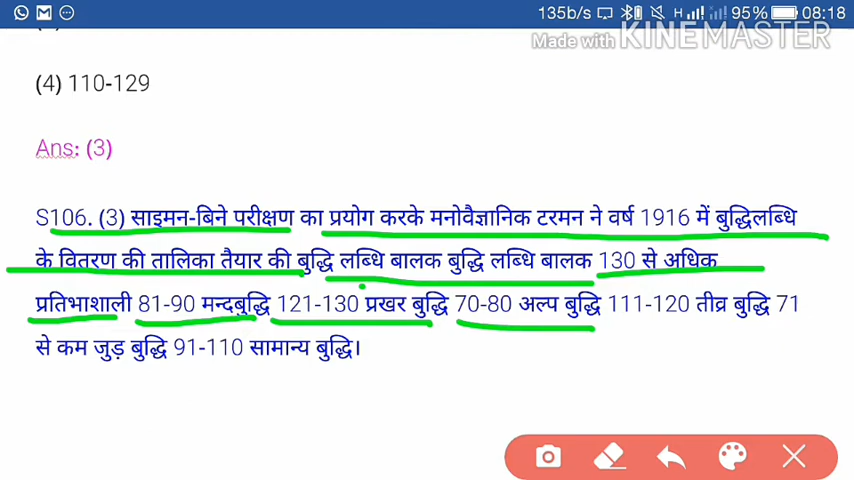 135b/s H 95% 08:18
Made with KINEMASTER
(4) 110-129
Ans: (3)
S106. (3) साइमन-बिने परीक्षण का प्रयोग करके मनोवैज्ञानिक टरमन ने वर्ष 1916 में बुद्धिलब्धि
के वितरण की तालिका तैयार की बुद्धि लब्धि बालक बुद्धि लब्धि बालक 130 से अधिक
प्रतिभाशाली 81-90 मन्दबुद्धि 121-130 प्रखर बुद्धि 70-80 अल्प बुद्धि 111-120 तीव्र बुद्धि 71
से कम जुड़ बुद्धि 91-110 सामान्य बुद्धि।